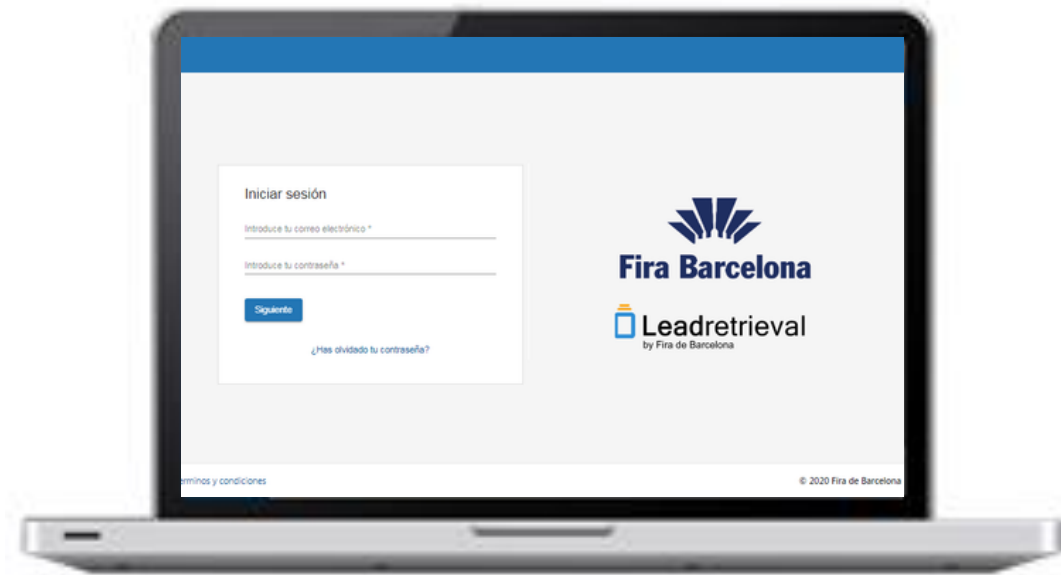 Iniciar sesión
Introduce tu correo electrónico *
Introduce tu contraseña *
Siguiente
¿Has olvidado tu contraseña?
Fira Barcelona
Leadretrieval
by Fira de Barcelona
erminos y condiciones
© 2020 Fira de Barcelona